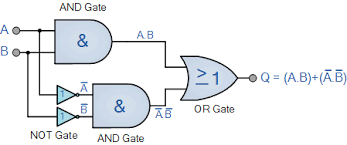 AND Gate
A
&
A.B
B
≥1
Q = (A.B)+(A̅.B̅)
1
A̅
1
B̅
&
A̅.B̅
OR Gate
NOT Gate
AND Gate